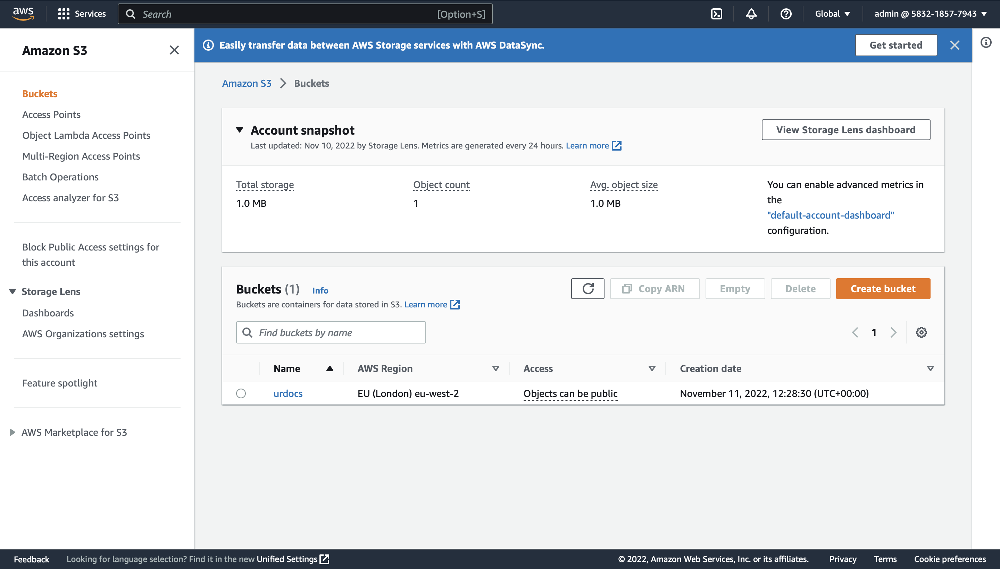 aws
Services
Search
[Option+S]
Global
admin @ 5832-1857-7943
Amazon S3
Buckets
Access Points
Object Lambda Access Points
Multi-Region Access Points
Batch Operations
Access analyzer for S3
Block Public Access settings for
this account
Storage Lens
Dashboards
AWS Organizations settings
Feature spotlight
AWS Marketplace for S3
Easily transfer data between AWS Storage services with AWS DataSync.
Get started
Amazon S3
Buckets
Account snapshot
View Storage Lens dashboard
Last updated: Nov 10, 2022 by Storage Lens. Metrics are generated every 24 hours. Learn more
Total storage
1.0 MB
Object count
1
Avg. object size
1.0 MB
You can enable advanced metrics in
the
"default-account-dashboard"
configuration.
Buckets (1)
Info
Copy ARN
Empty
Delete
Create bucket
Buckets are containers for data stored in S3. Learn more
Find buckets by name
1
Name
AWS Region
Access
Creation date
urdocs
EU (London) eu-west-2
Objects can be public
November 11, 2022, 12:28:30 (UTC+00:00)
Feedback
Looking for language selection? Find it in the new Unified Settings
© 2022, Amazon Web Services, Inc. or its affiliates.
Privacy
Terms
Cookie preferences